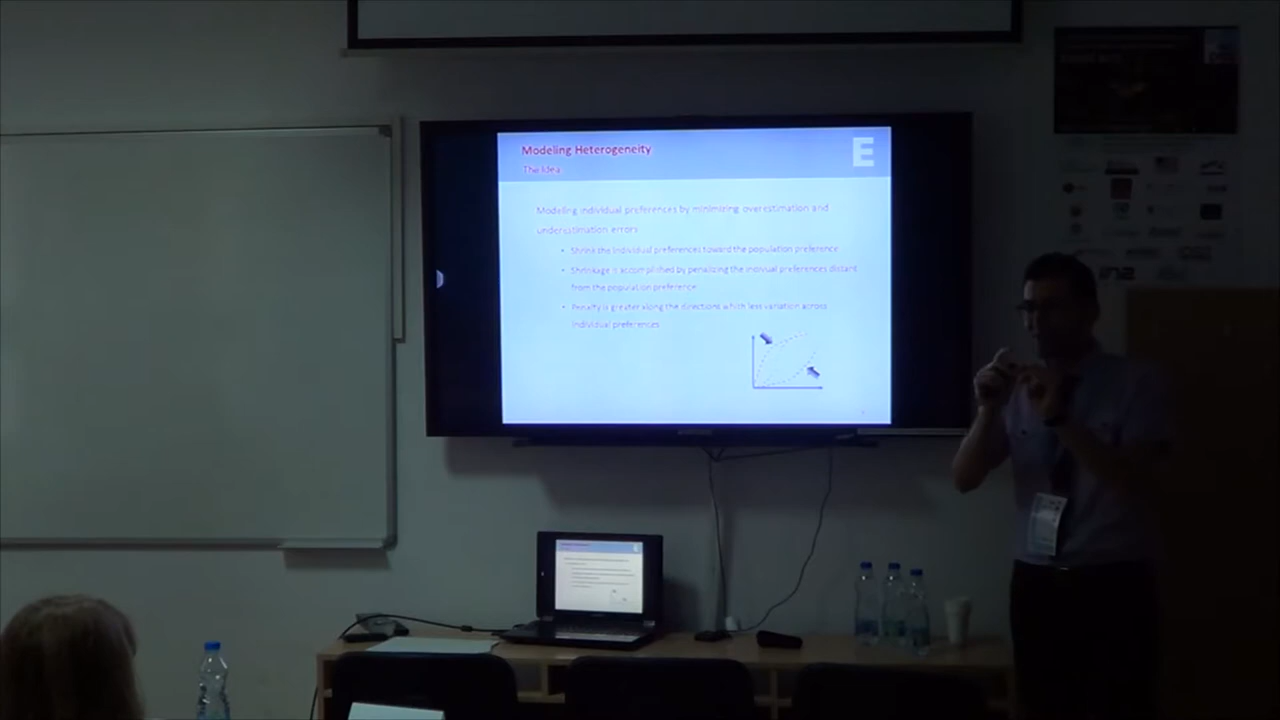 Modeling Heterogeneity
The Idea
E
Modeling individual preferences by minimizing overestimation and
underestimation errors
• Shrink the individual preferences toward the population preference
• Shrinkage is accomplished by penalizing the indiviual preferences distant
from the population preference
• Penalty is greater along the directions which less variation across
individual preferences